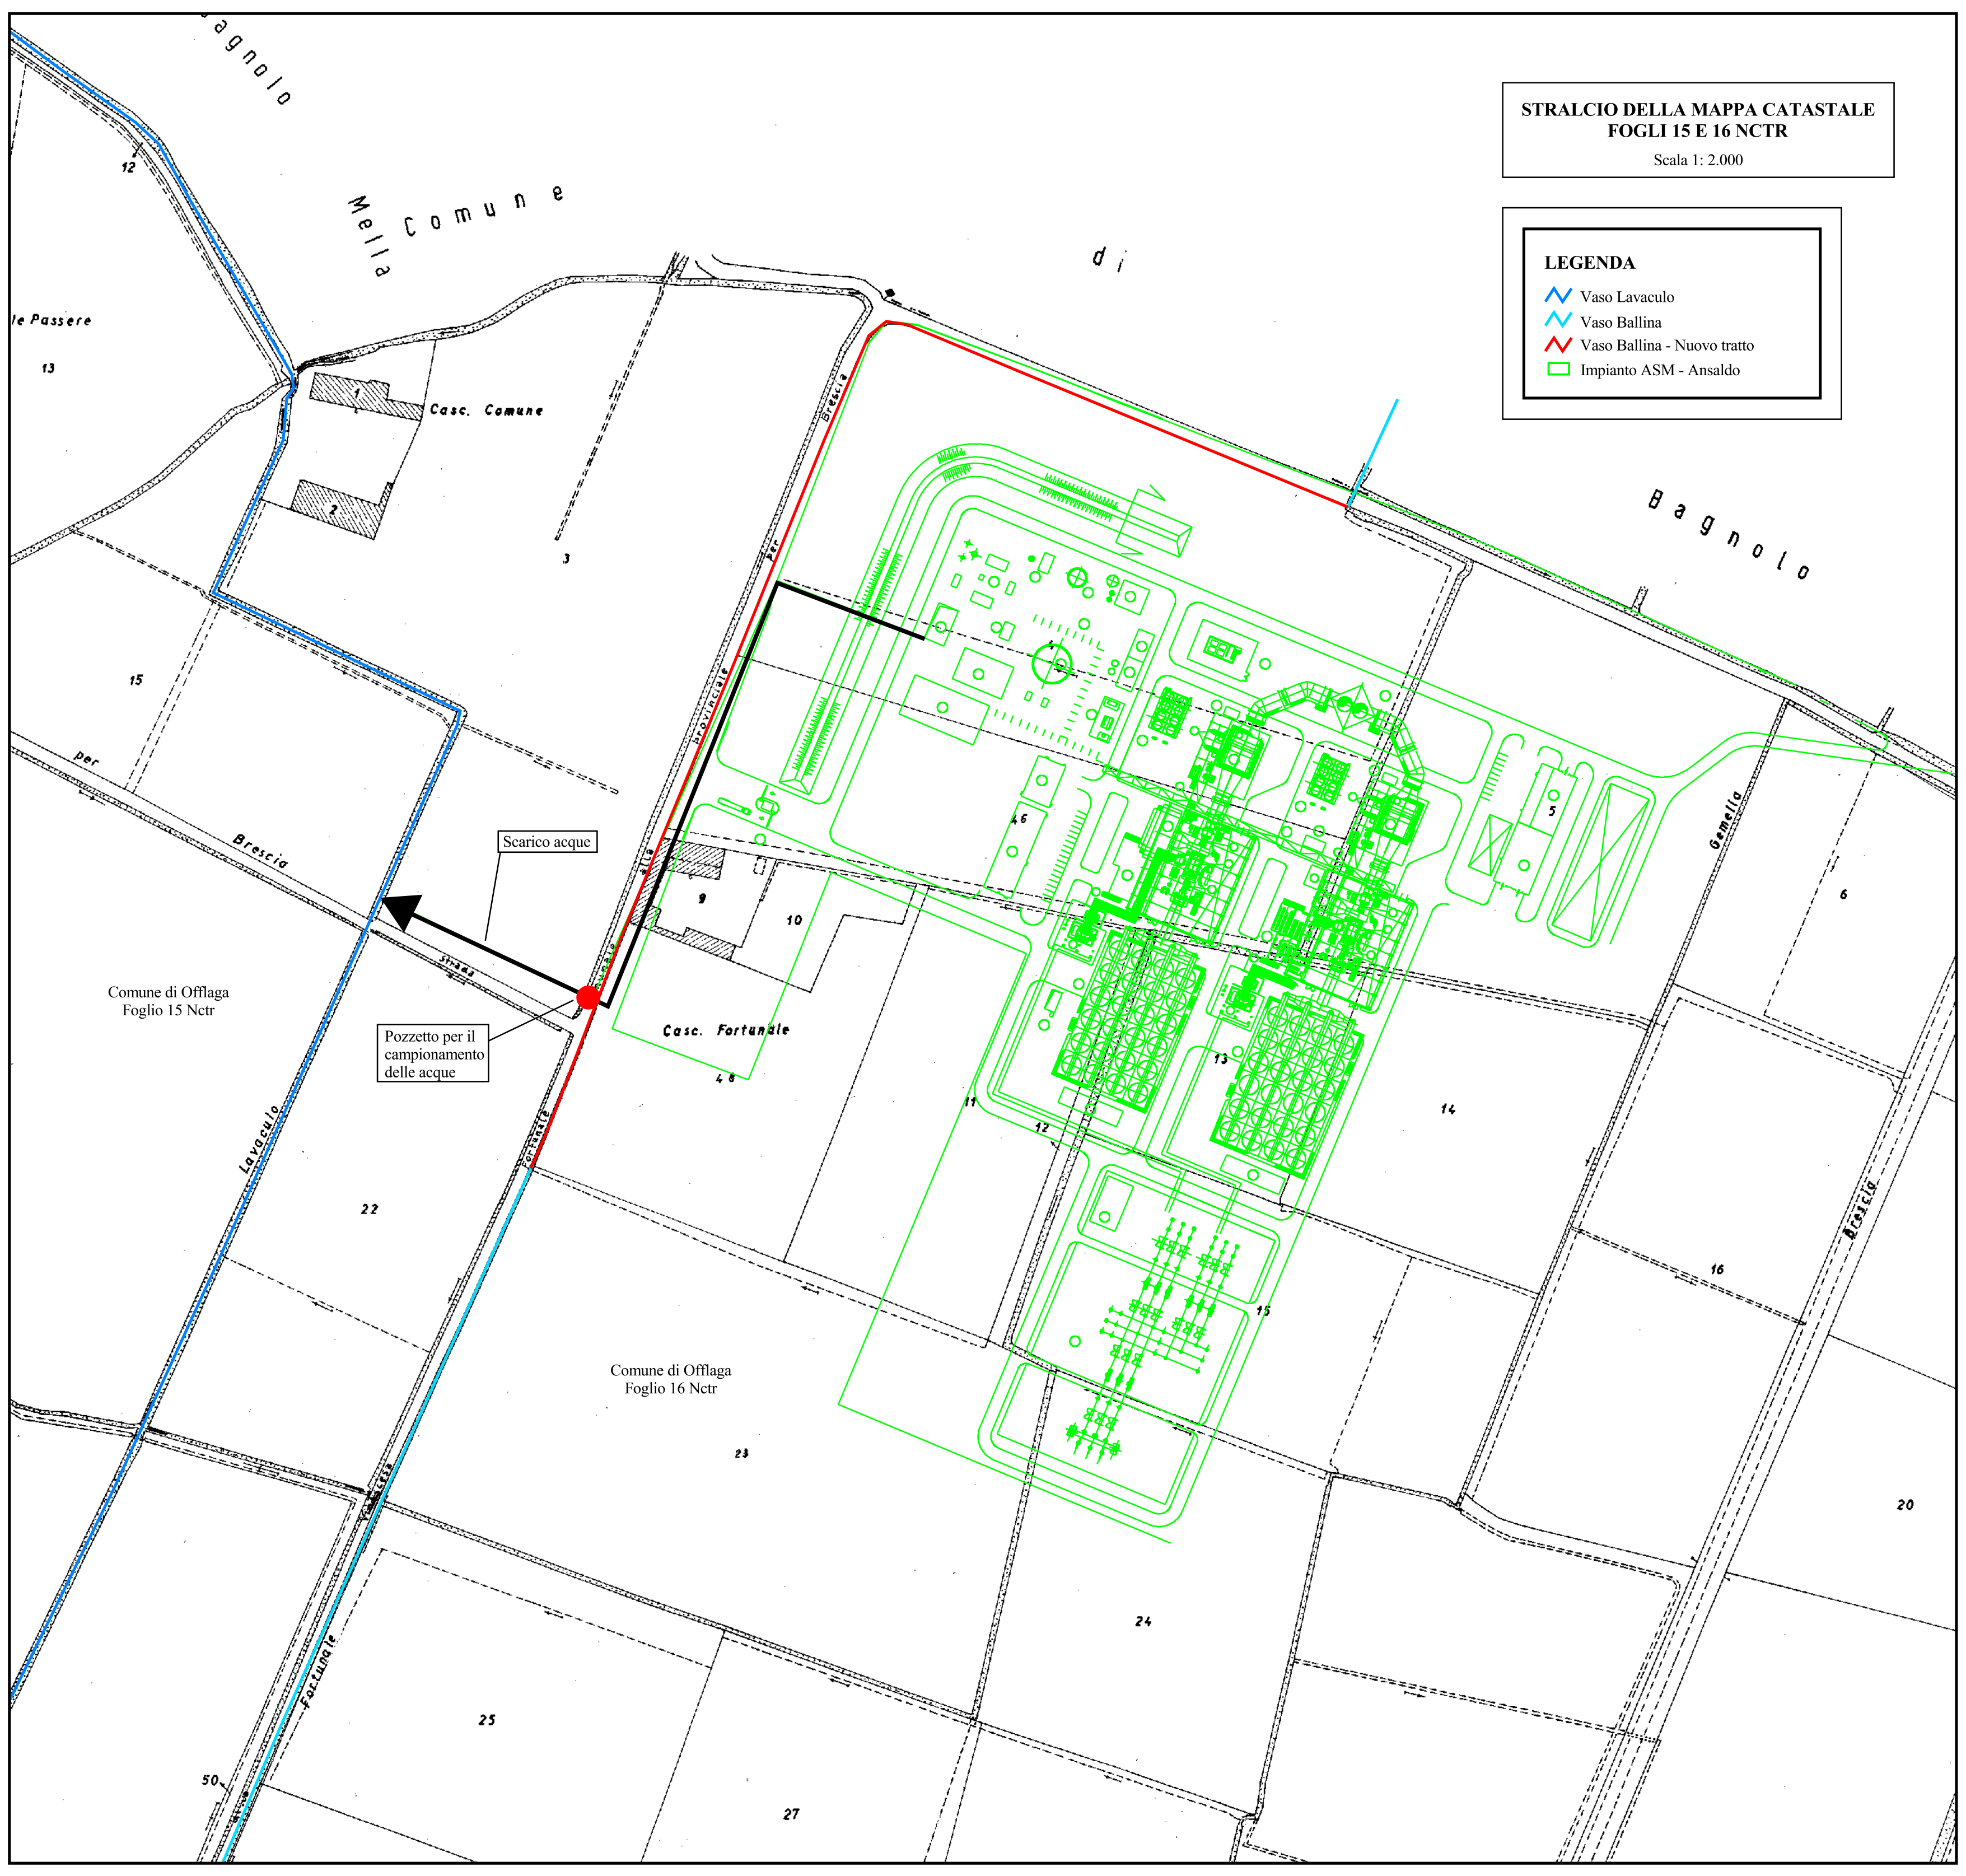 STRALCIO DELLA MAPPA CATASTALE
FOGLI 15 E 16 NCTR
Scala 1: 2.000
LEGENDA
Vaso Lavaculo
Vaso Ballina
Vaso Ballina - Nuovo tratto
Impianto ASM - Ansaldo
agnolo
Mella
Comune
di
Bagnolo
12
le Passere
13
1
Casc. Comune
2
3
Brescia
per
Provinciale
15
per
Brescia
Strada
Scarico acque
Pozzetto per il
campionamento
delle acque
Comune di Offlaga
Foglio 15 Nctr
Lavaculo
22
9
10
Casc. Fortunale
48
46
4
5
Gemella
6
11
12
13
14
15
16
Brescia
ortunale
Comune di Offlaga
Foglio 16 Nctr
23
20
24
25
Fortunale
50
27